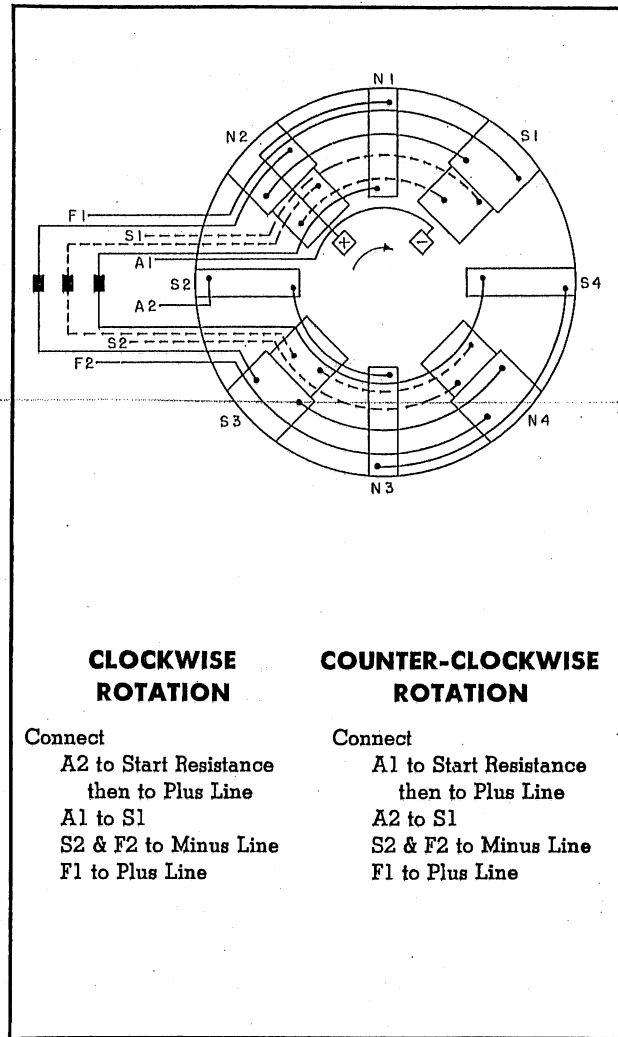 N1
N2
S1
F1
S1
+
-
A1
S2
S4
A2
S2
F2
S3
N4
N3
CLOCKWISE
ROTATION
Connect
A2 to Start Resistance
then to Plus Line
A1 to S1
S2 & F2 to Minus Line
F1 to Plus Line
COUNTER-CLOCKWISE
ROTATION
Connect
A1 to Start Resistance
then to Plus Line
A2 to S1
S2 & F2 to Minus Line
F1 to Plus Line